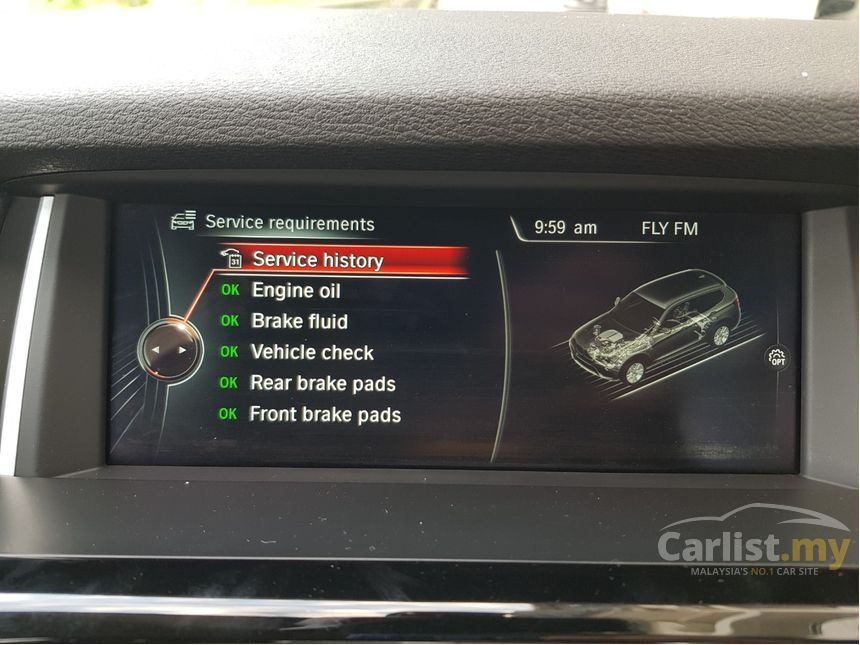 Service requirements
9:59 am FLY FM
31 Service history
OK Engine oil
OK Brake fluid
OK Vehicle check
OK Rear brake pads
OK Front brake pads
OPT
Carlist.my
MALAYSIA'S NO.1 CAR SITE